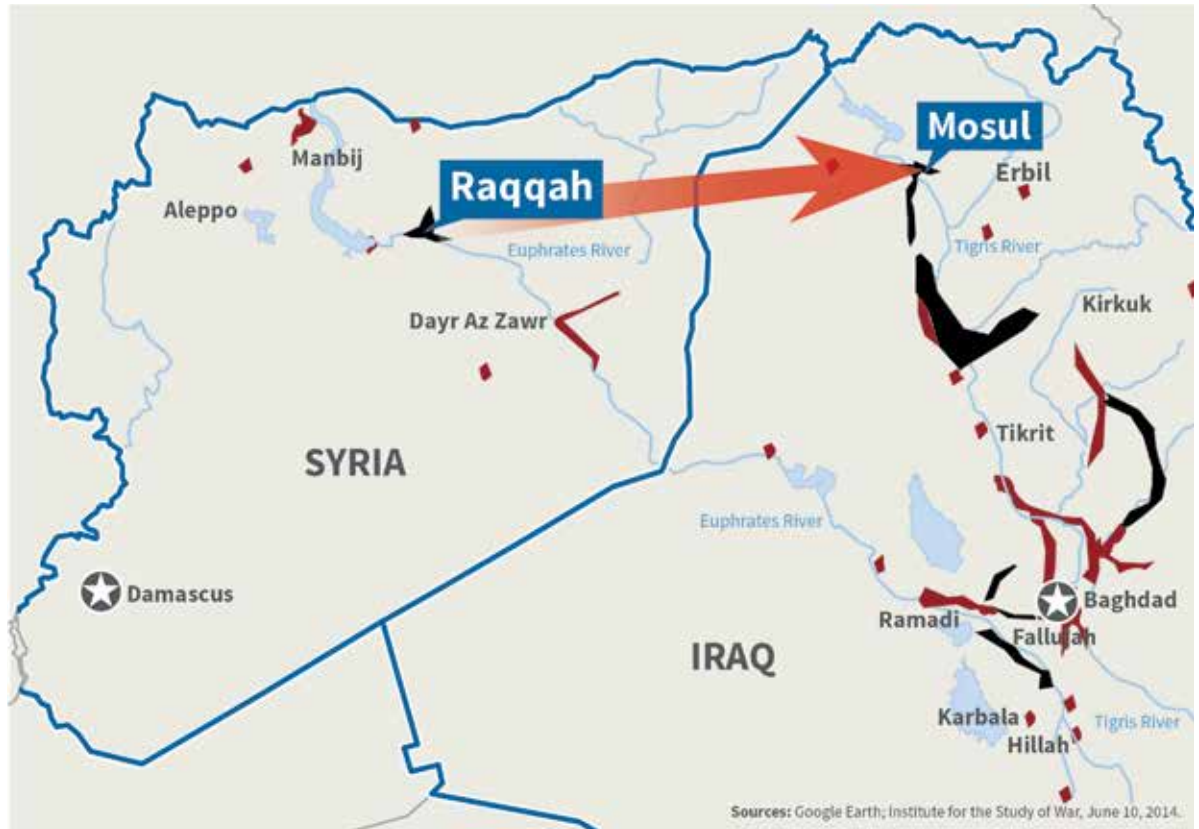 Mosul
Manbij
Raqqah
Erbil
Aleppo
Euphrates River
Tigris River
Dayr Az Zawr
Kirkuk
Tikrit
SYRIA
Euphrates River
Damascus
Ramadi
Baghdad
Fallujah
IRAQ
Karbala
Tigris River
Hillah
Sources: Google Earth; Institute for the Study of War, June 10, 2014.